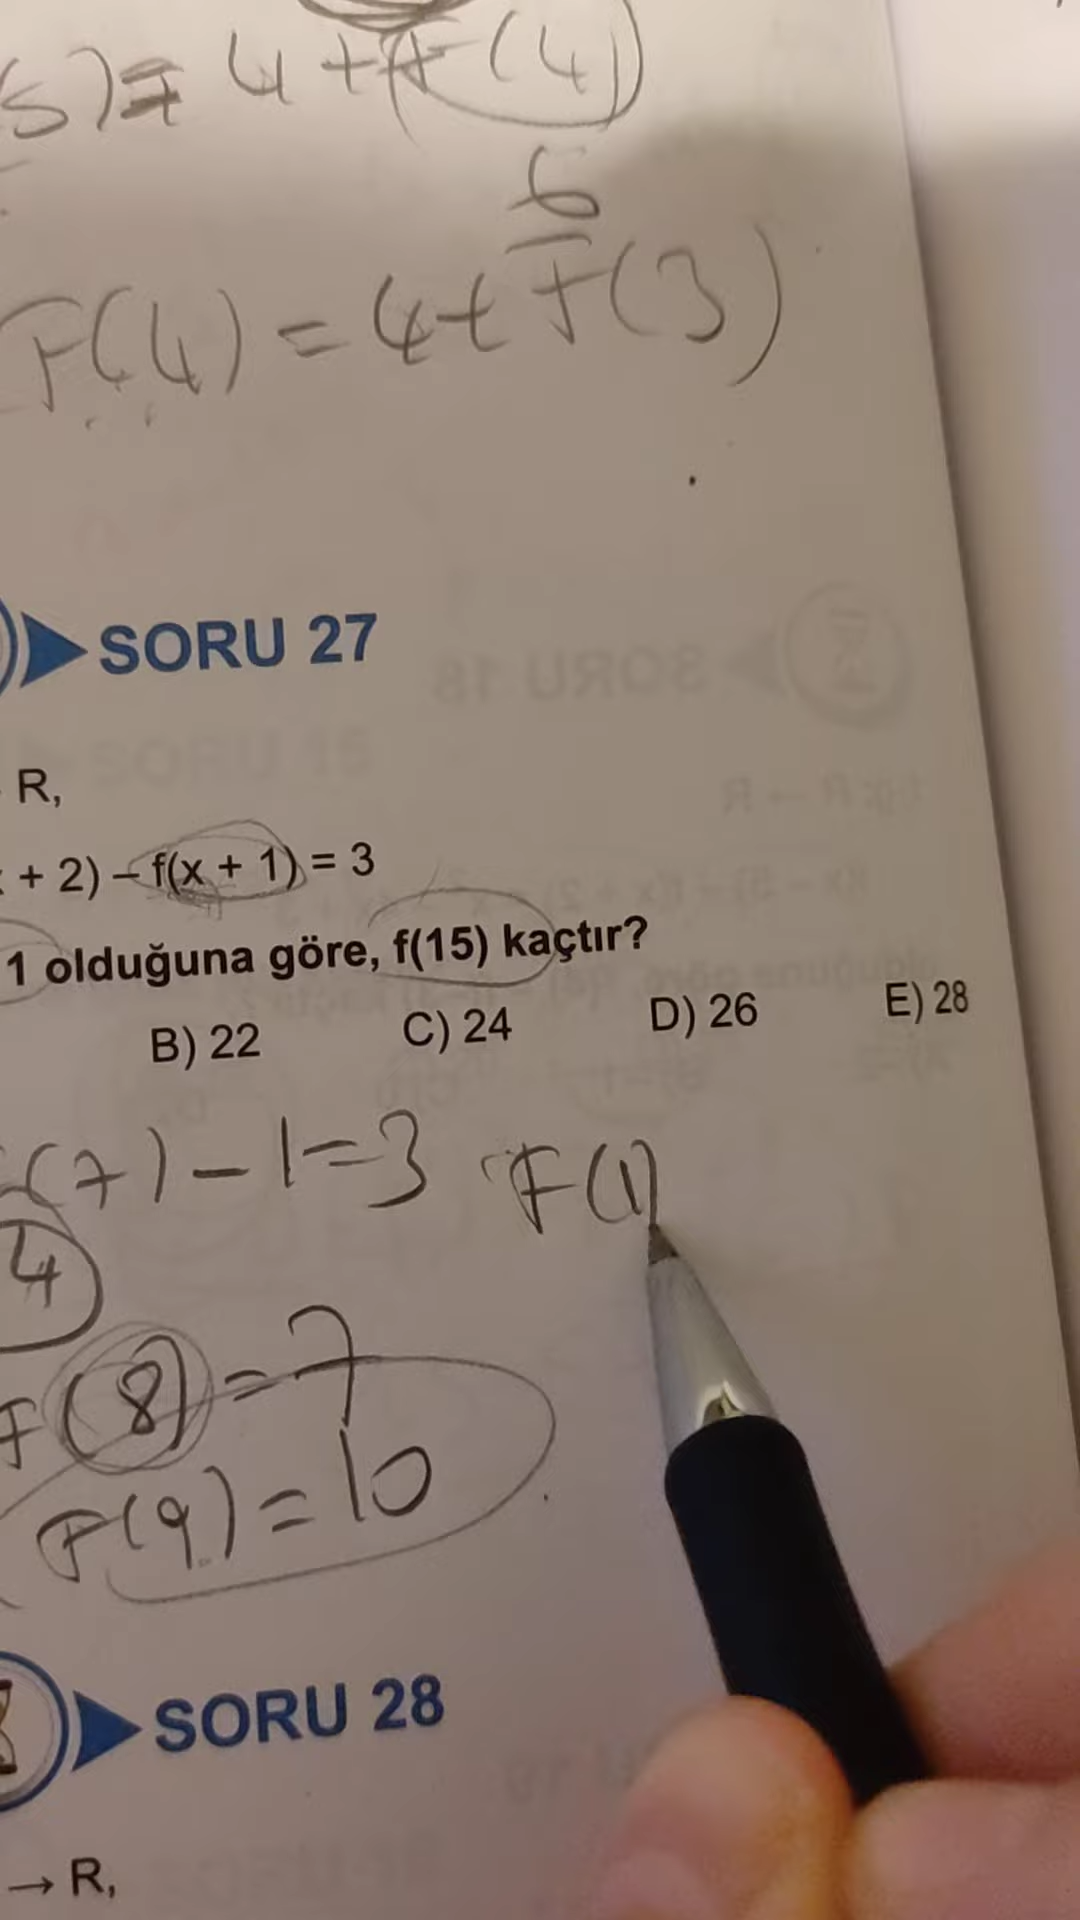 5) = 4 + F(4)
6
F(4) = 4 + F(3)
SORU 27
R,
+ 2) – f(x + 1) = 3
1 olduğuna göre, f(15) kaçtır?
B) 22 C) 24 D) 26 E) 28
(7) - 1 = 3 F(1)
4
F(8) = 7
F(9) = 10
SORU 28
→ R,